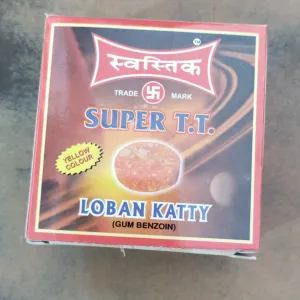 स्वस्तिक
TM
TRADE MARK
SUPER T.T.
YELLOW
COLOUR
LOBAN KATTY
(GUM BENZOIN)